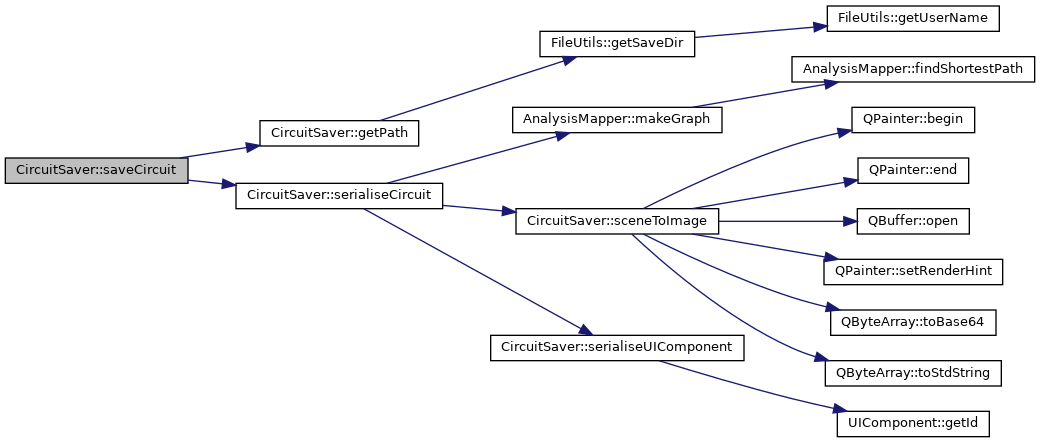 CircuitSaver::saveCircuit
CircuitSaver::getPath
FileUtils::getSaveDir
FileUtils::getUserName
CircuitSaver::serialiseCircuit
AnalysisMapper::makeGraph
AnalysisMapper::findShortestPath
CircuitSaver::sceneToImage
QPainter::begin
QPainter::end
QBuffer::open
QPainter::setRenderHint
QByteArray::toBase64
QByteArray::toStdString
CircuitSaver::serialiseUIComponent
UIComponent::getId